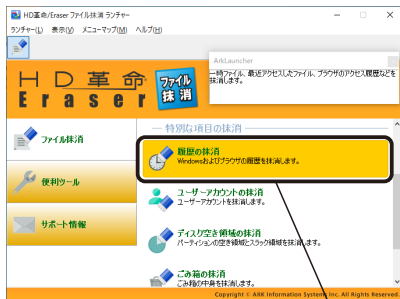 HD革命/Eraser ファイル抹消 ランチャー
ランチャー(L) 表示(V) メニューマップ(M) ヘルプ(H)
ArkLauncher
一時ファイル、最近アクセスしたファイル、ブラウザのアクセス履歴などを
抹消します。
HD革命
Eraser
ファイル
抹消
特別な項目の抹消
ファイル抹消
便利ツール
サポート情報
履歴の抹消
Windowsおよびブラウザの履歴を抹消します。
ユーザーアカウントの抹消
ユーザーアカウントを抹消します。
ディスク空き領域の抹消
パーティションの空き領域とスラック領域を抹消します。
ごみ箱の抹消
ごみ箱の中身を抹消します。
Copyright © ARK Information Systems Inc. All Rights Reserved.